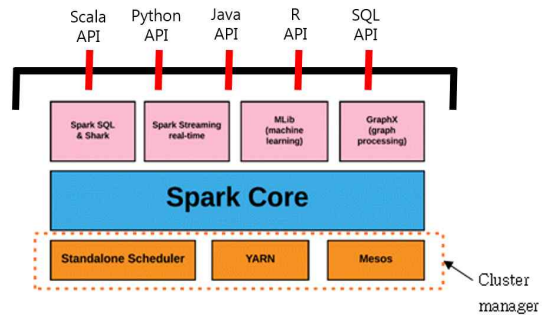 Scala
API
Python
API
Java
API
R
API
SQL
API
Spark SQL
& Shark
Spark Streaming
real-time
MLib
(machine
learning)
GraphX
(graph
processing)
Spark Core
Standalone Scheduler
YARN
Mesos
Cluster
manager